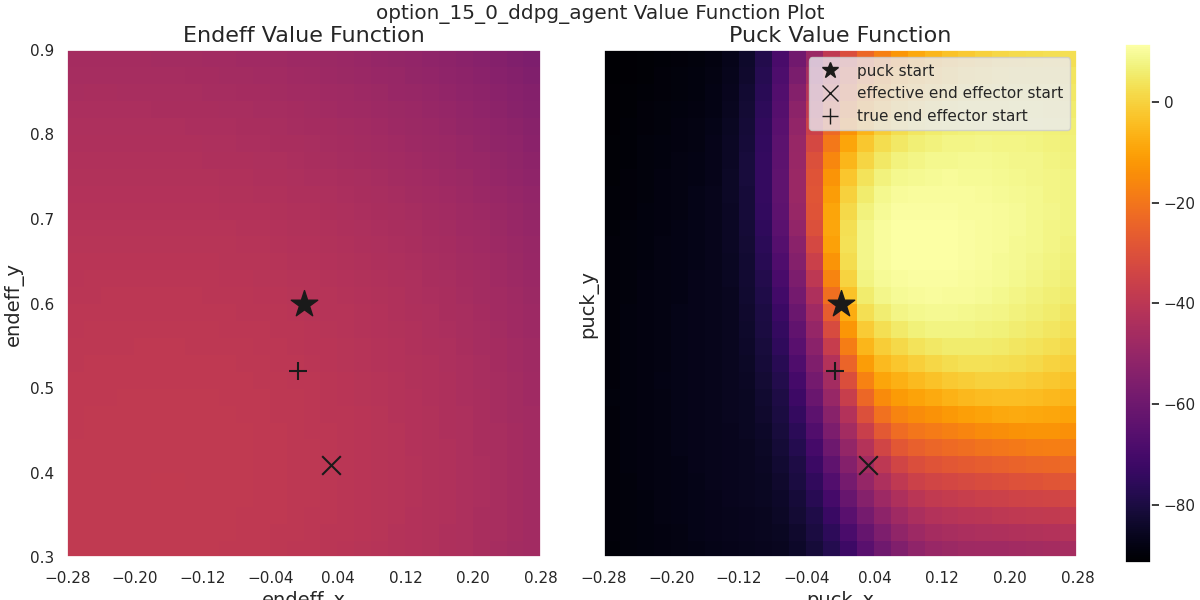 option_15_0_ddpg_agent Value Function Plot
Endeff Value Function
Puck Value Function
0.9
0.8
0.7
0.6
0.5
0.4
0.3
endeff_y
−0.28 −0.20 −0.12 −0.04 0.04 0.12 0.20 0.28
endeff_x
puck_y
puck start
effective end effector start
true end effector start
−0.28 −0.20 −0.12 −0.04 0.04 0.12 0.20 0.28
puck_x
0
−20
−40
−60
−80